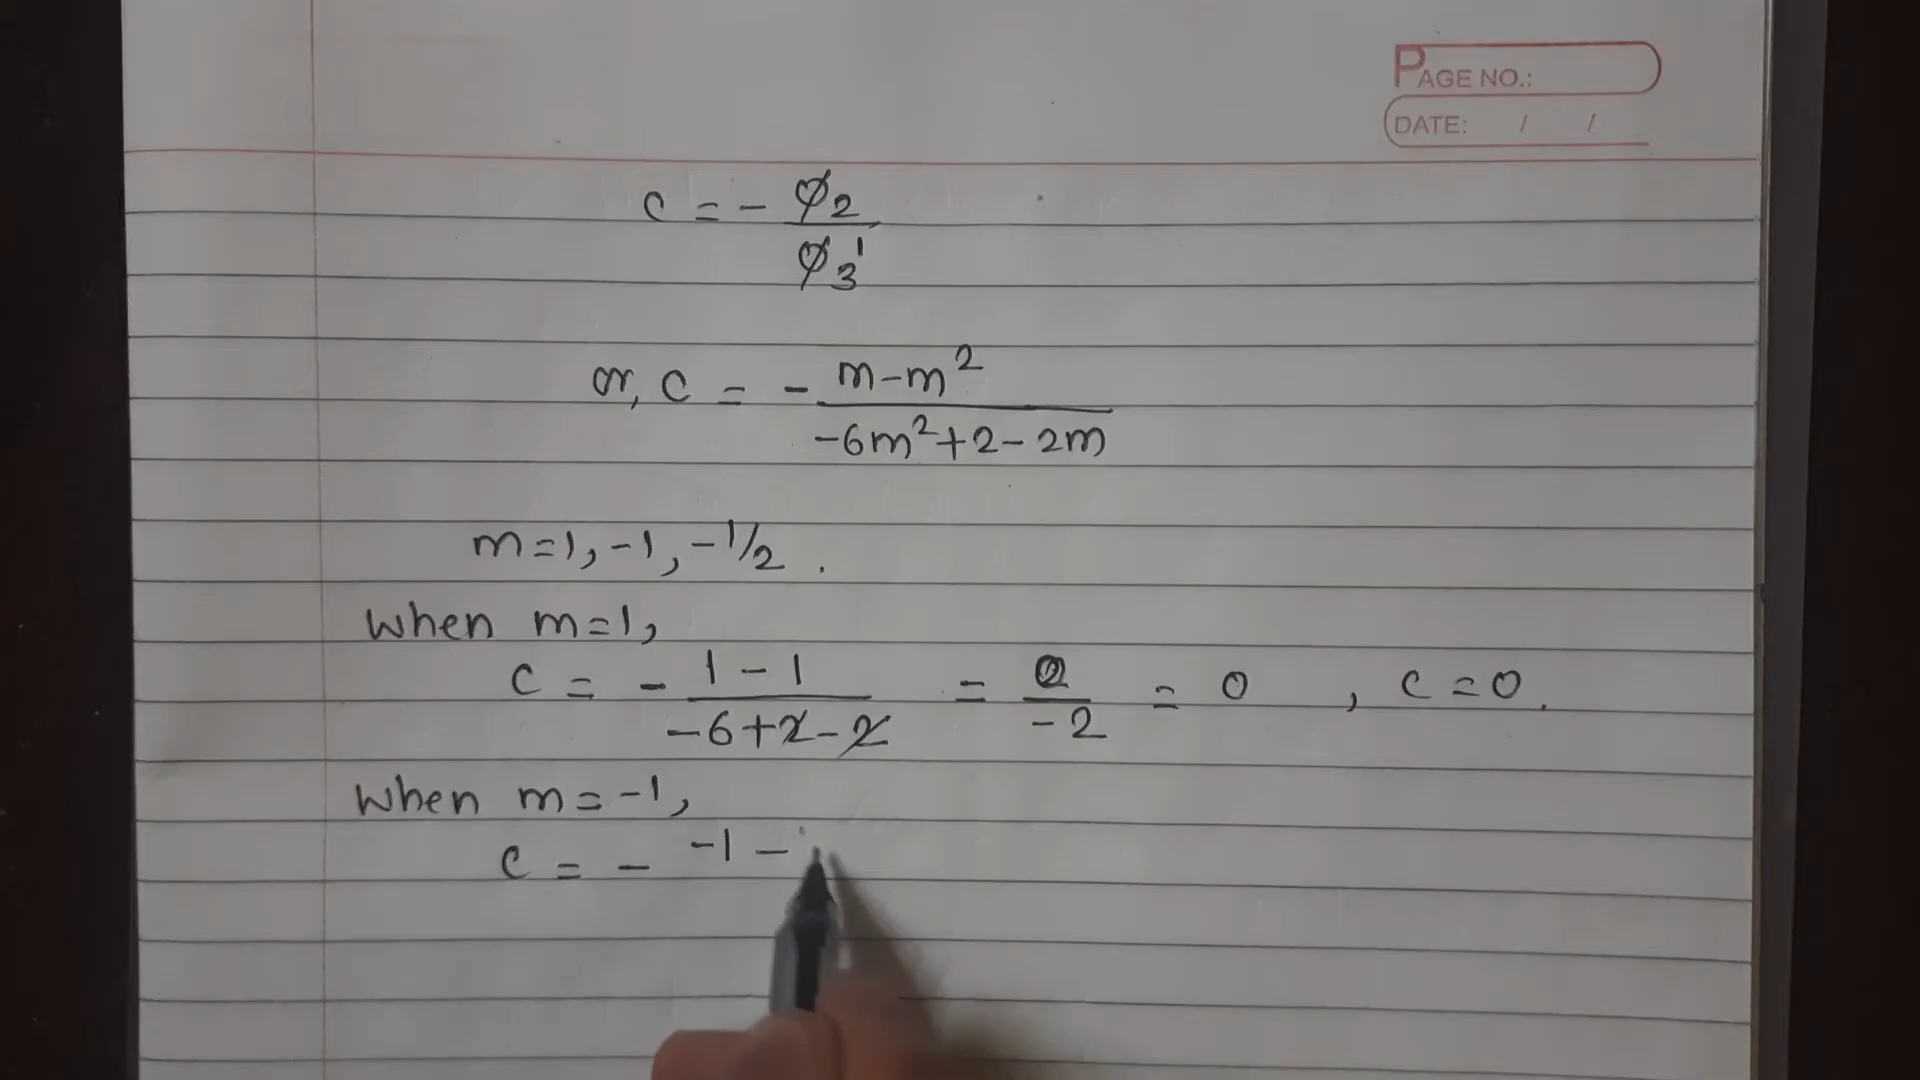 PAGE NO.:
DATE: / /
c = - φ2 / φ3'
or, c = - m-m² / -6m²+2-2m
m=1, -1, -1/2 .
When m=1,
c = - 1-1 / -6+2-2 = 0 / -2 = 0 , c=0.
When m=-1,
c = - -1 -